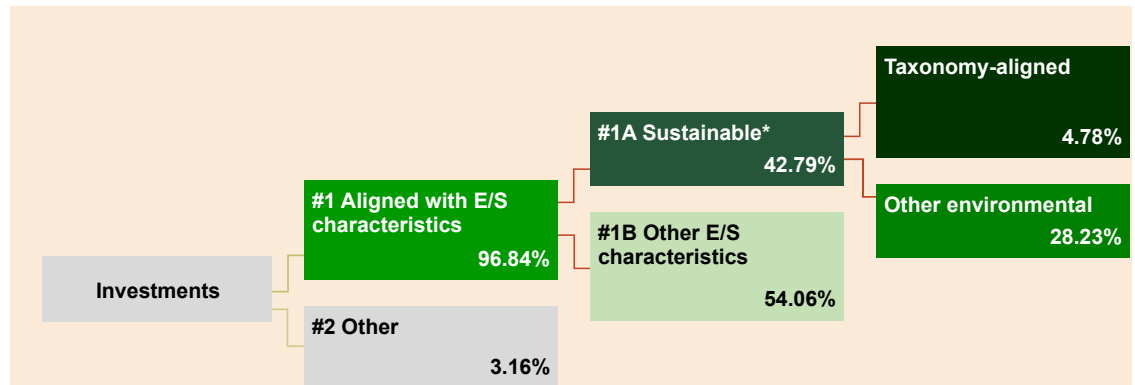 Investments
#1 Aligned with E/S
characteristics
96.84%
#2 Other
3.16%
#1A Sustainable*
42.79%
#1B Other E/S
characteristics
54.06%
Taxonomy-aligned
4.78%
Other environmental
28.23%